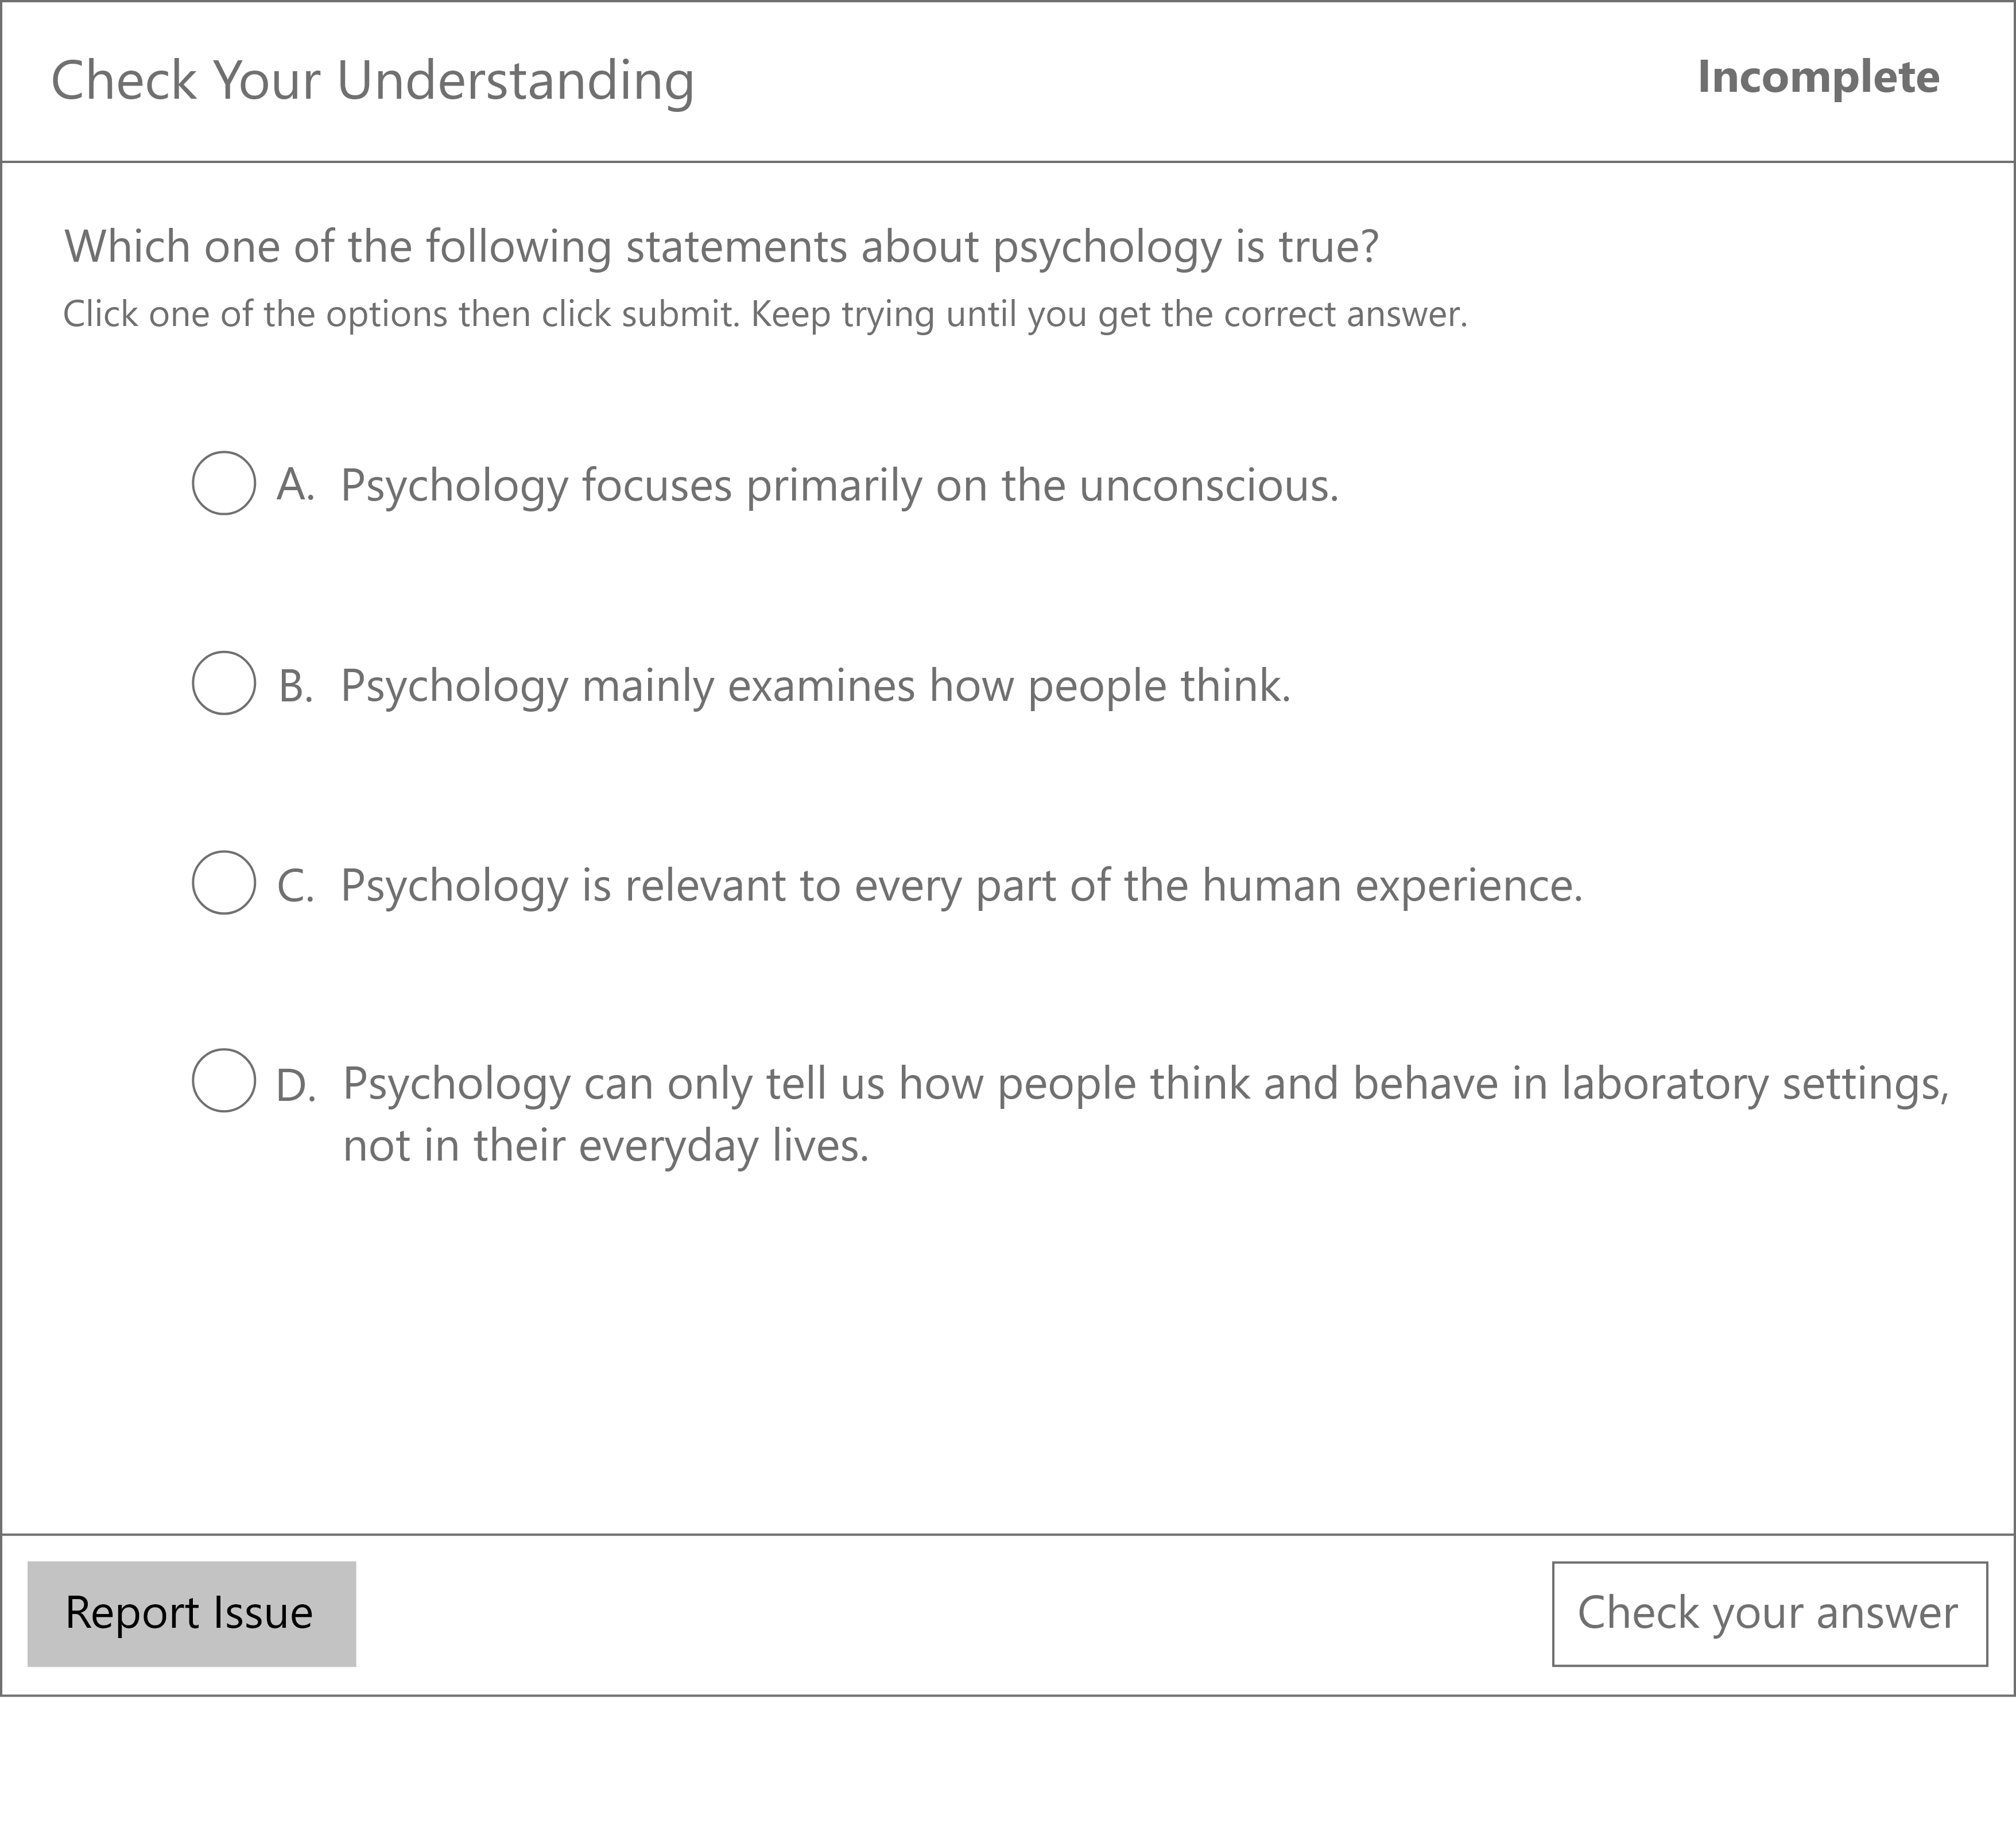 Check Your Understanding
Incomplete
Which one of the following statements about psychology is true?
Click one of the options then click submit. Keep trying until you get the correct answer.
A. Psychology focuses primarily on the unconscious.
B. Psychology mainly examines how people think.
C. Psychology is relevant to every part of the human experience.
D. Psychology can only tell us how people think and behave in laboratory settings,
not in their everyday lives.
Report Issue
Check your answer